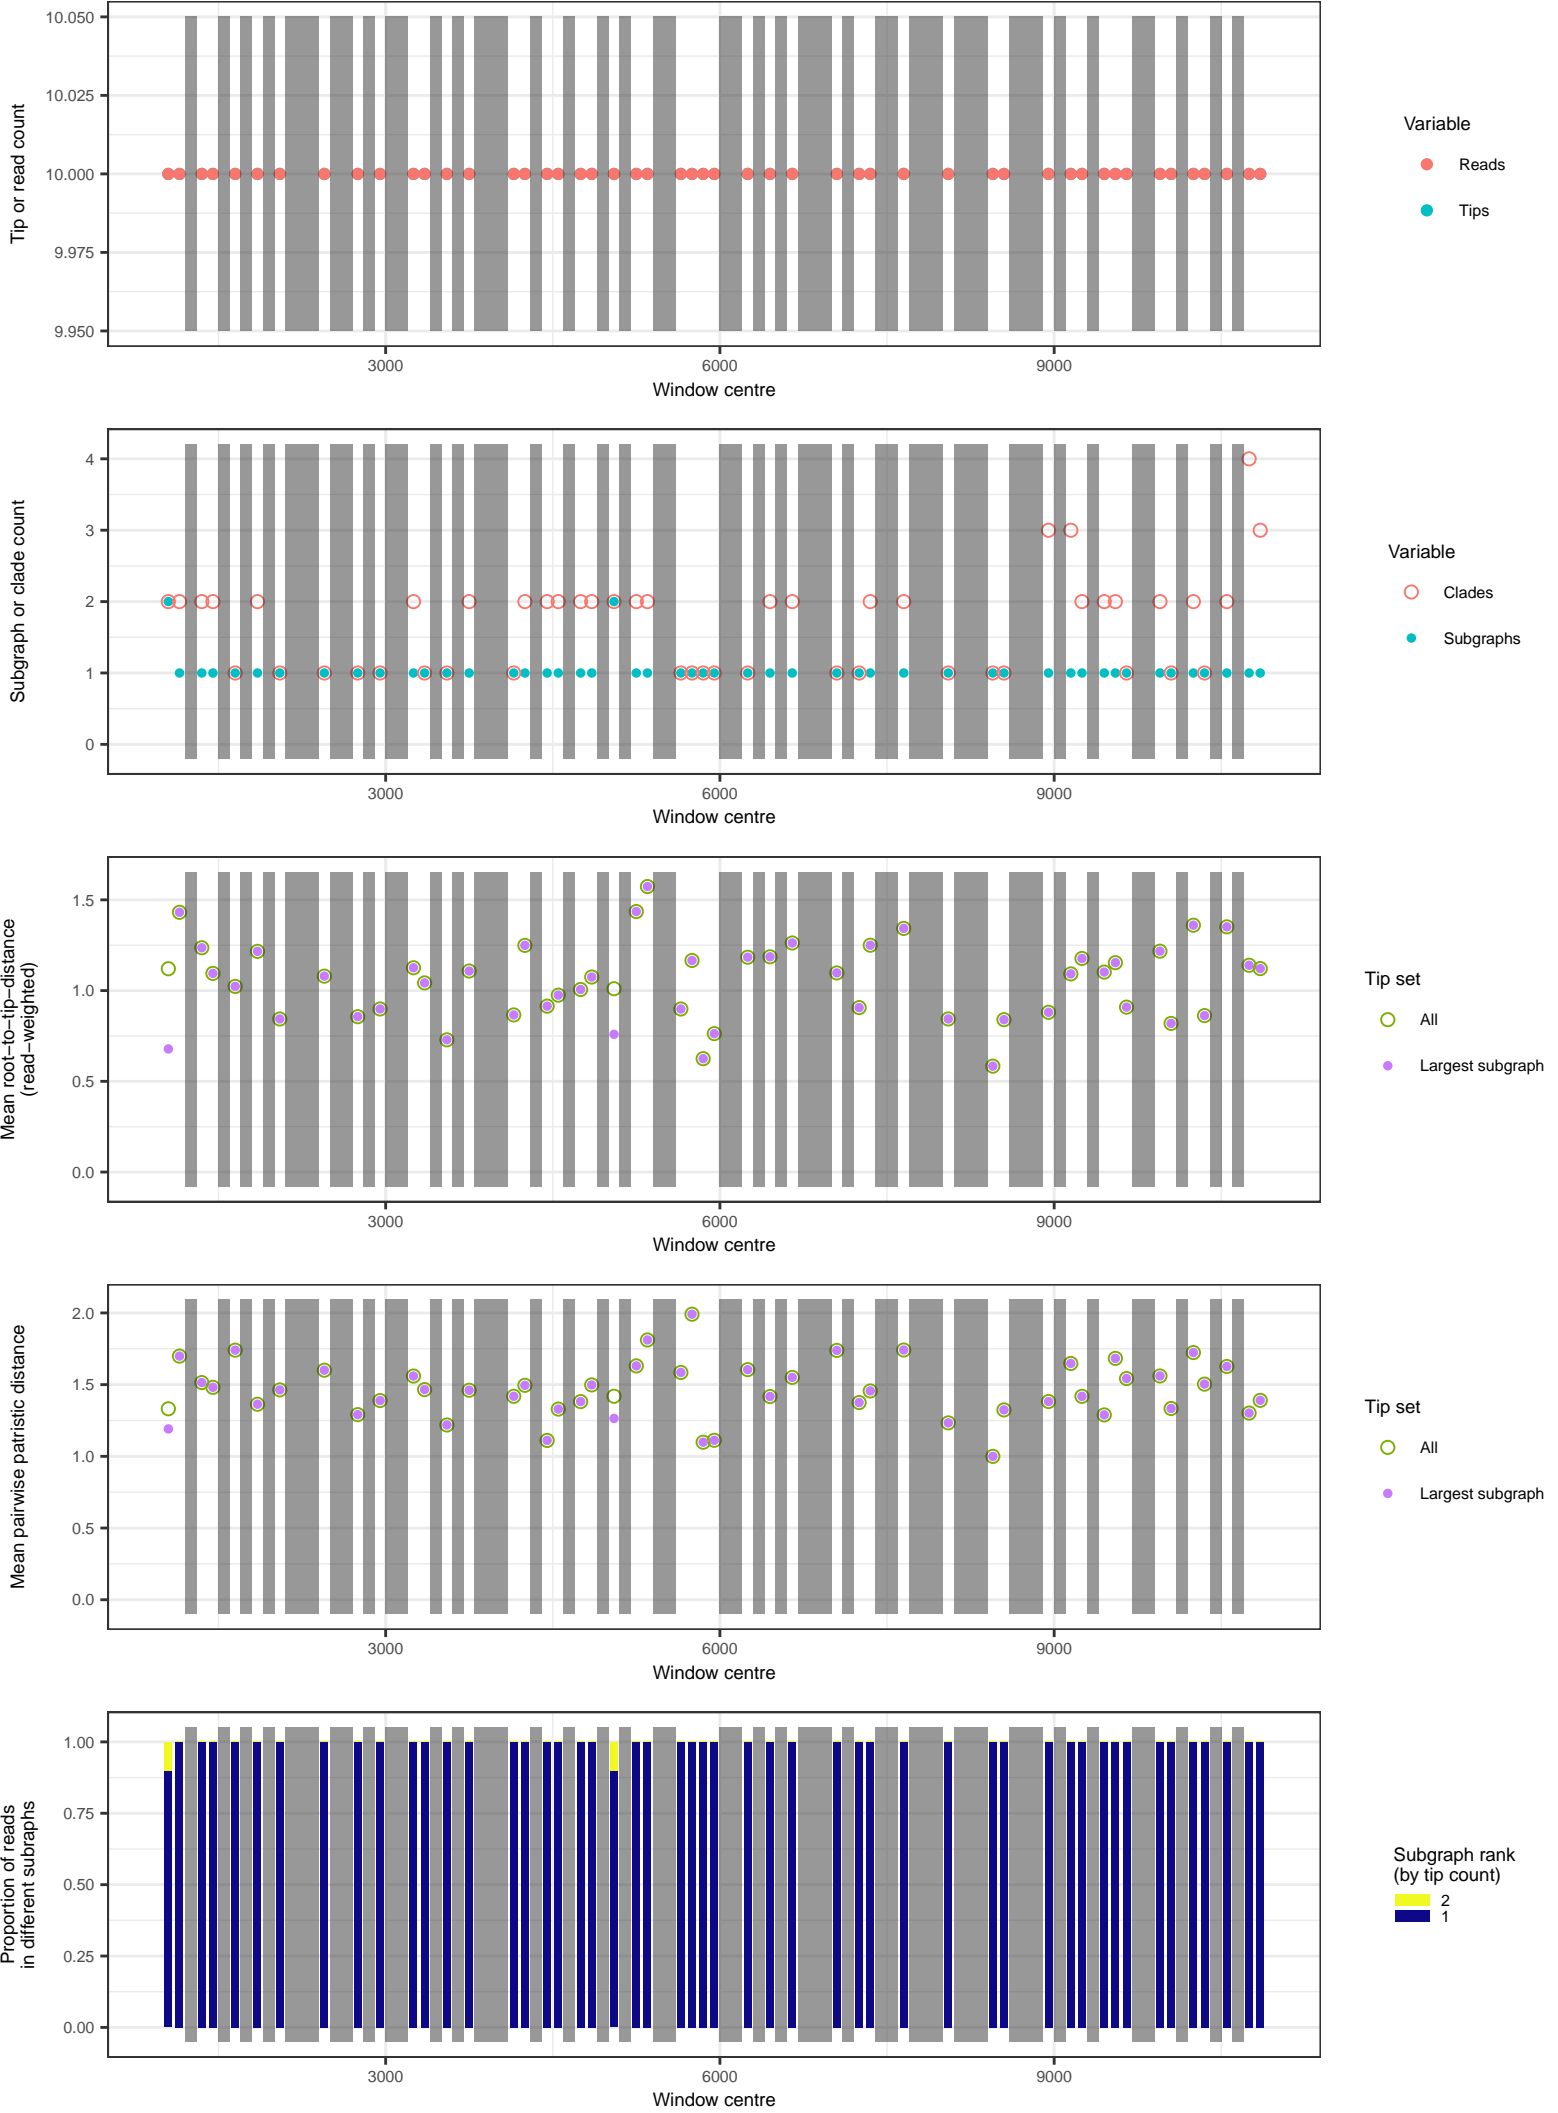 Tip or read count
10.050
10.025
10.000
9.975
9.950
3000
6000
9000
Window centre
Variable
Reads
Tips
Subgraph or clade count
4
3
2
1
0
3000
6000
9000
Window centre
Variable
Clades
Subgraphs
Mean root−to−tip−distance
(read−weighted)
1.5
1.0
0.5
0.0
3000
6000
9000
Window centre
Tip set
All
Largest subgraph
Mean pairwise patristic distance
2.0
1.5
1.0
0.5
0.0
3000
6000
9000
Window centre
Tip set
All
Largest subgraph
Proportion of reads
in different subraphs
1.00
0.75
0.50
0.25
0.00
3000
6000
9000
Window centre
Subgraph rank
(by tip count)
2
1